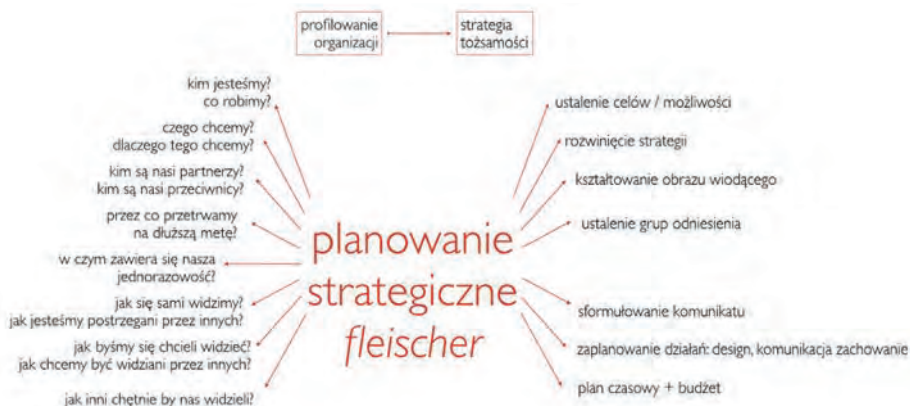 profilowanie
organizacji
strategia
tożsamości
kim jesteśmy?
co robimy?
czego chcemy?
dlaczego tego chcemy?
kim są nasi partnerzy?
kim są nasi przeciwnicy?
przez co przetrwamy
na dłuższą metę?
w czym zawiera się nasza
jednorazowość?
jak się sami widzimy?
jak jesteśmy postrzegani przez innych?
jak byśmy się chcieli widzieć?
jak chcemy być widziani przez innych?
jak inni chętnie by nas widzieli?
planowanie
strategiczne
fleischer
ustalenie celów / możliwości
rozwinięcie strategii
kształtowanie obrazu wiodącego
ustalenie grup odniesienia
sformułowanie komunikatu
zaplanowanie działań: design, komunikacja zachowanie
plan czasowy + budżet